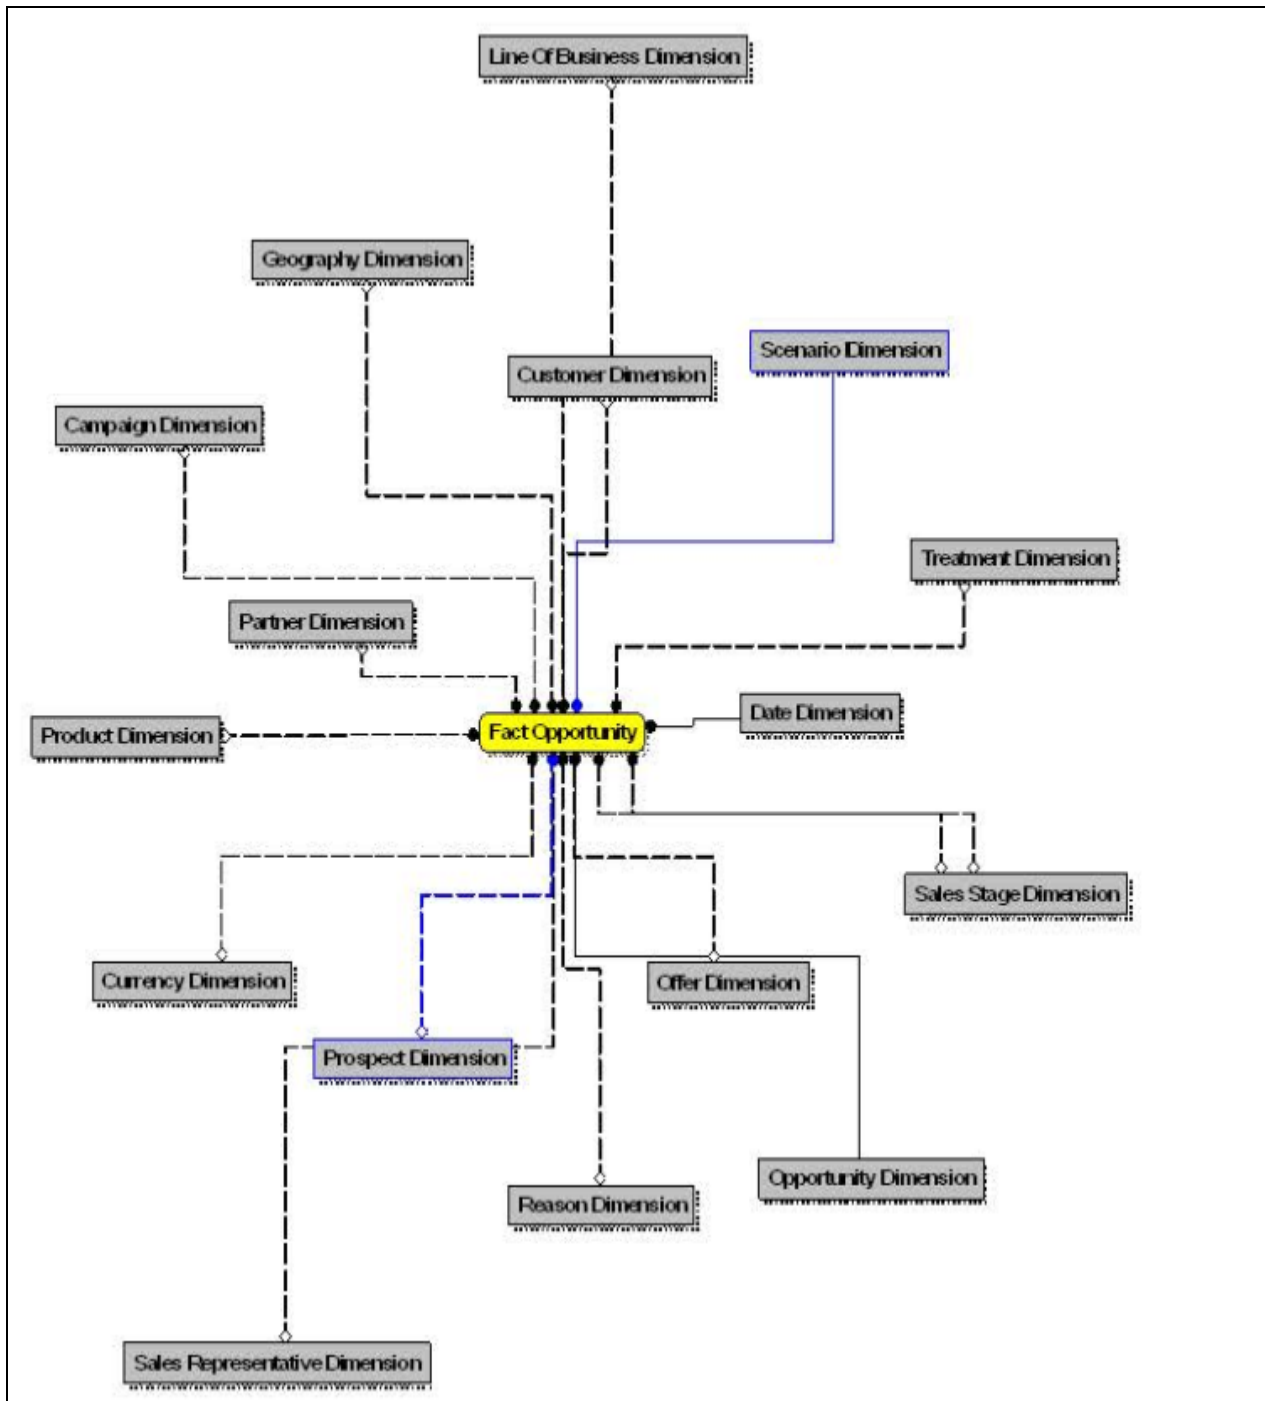 Line Of Business Dimension
Geography Dimension
Scenario Dimension
Customer Dimension
Campaign Dimension
Treatment Dimension
Partner Dimension
Date Dimension
Product Dimension
Fact Opportunity
Sales Stage Dimension
Currency Dimension
Offer Dimension
Prospect Dimension
Opportunity Dimension
Reason Dimension
Sales Representative Dimension